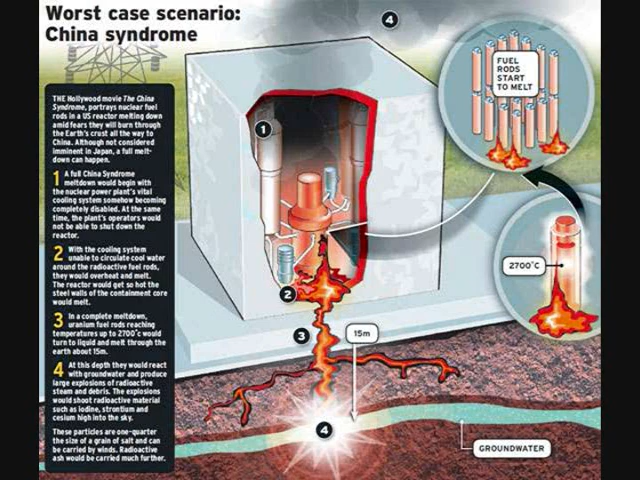 Worst case scenario:
China syndrome
THE Hollywood movie The China
Syndrome, portrays nuclear fuel
rods in a US reactor melting down
amid fears they will burn through
the Earth's crust all the way to
China. Although not considered
imminent in Japan, a full melt-
down can happen.
1 A full China Syndrome
meltdown would begin with
the nuclear power plant's vital
cooling system somehow becoming
completely disabled. At the same
time, the plant's operators would
not be able to shut down the
reactor.
2 With the cooling system
unable to circulate cool water
around the radioactive fuel rods,
they would overheat and melt.
The reactor would get so hot the
steel walls of the containment core
would melt.
3 In a complete meltdown,
uranium fuel rods reaching
temperatures up to 2700°c would
turn to liquid and melt through the
earth about 15m.
4 At this depth they would react
with groundwater and produce
large explosions of radioactive
steam and debris. The explosions
would shoot radioactive material
such as iodine, strontium and
cesium high into the sky.
These particles are one-quarter
the size of a grain of salt and can
be carried by winds. Radioactive
ash would be carried much further.
4
FUEL
RODS
START
TO MELT
1
2700°C
2
3
15m
4
GROUNDWATER